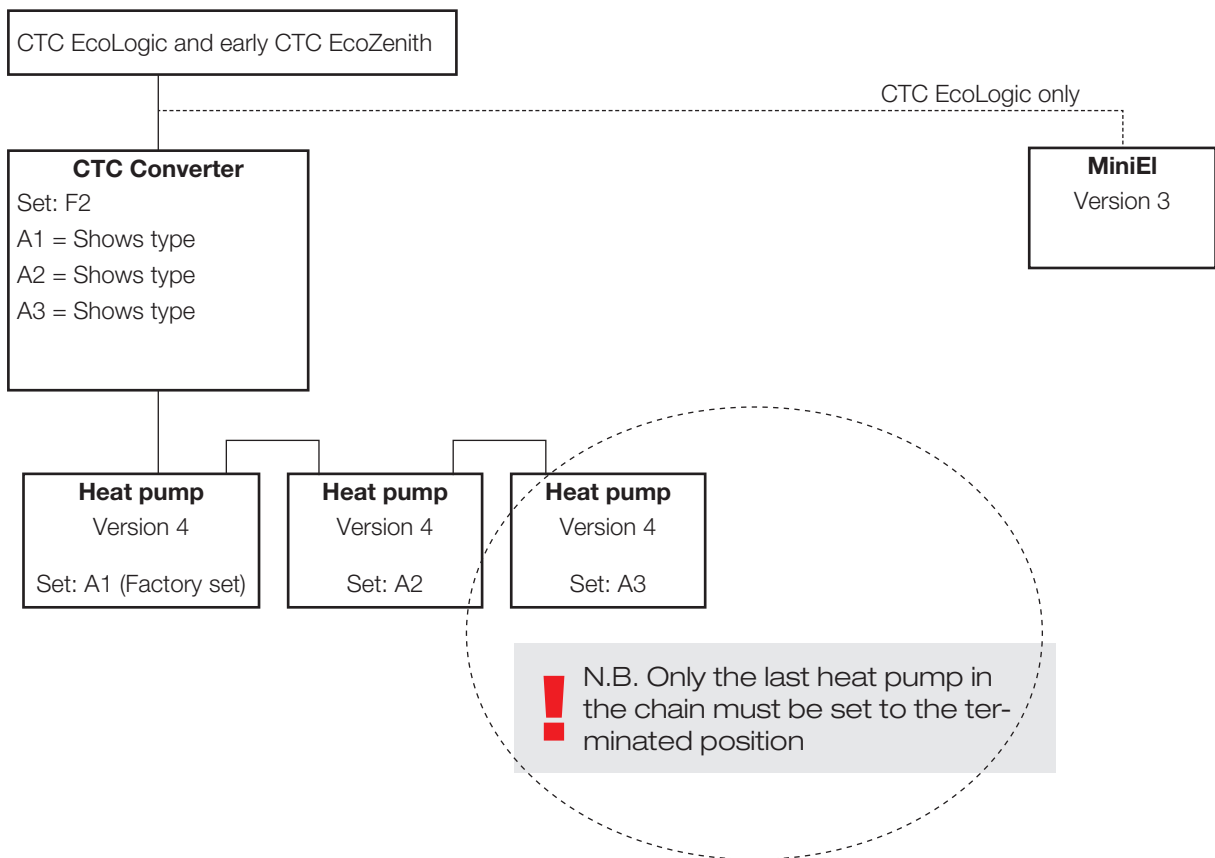 CTC EcoLogic and early CTC EcoZenith
CTC EcoLogic only
CTC Converter
Set: F2
A1 = Shows type
A2 = Shows type
A3 = Shows type
MiniEl
Version 3
Heat pump
Version 4
Set: A1 (Factory set)
Heat pump
Version 4
Set: A2
Heat pump
Version 4
Set: A3
! N.B. Only the last heat pump in
the chain must be set to the ter-
minated position